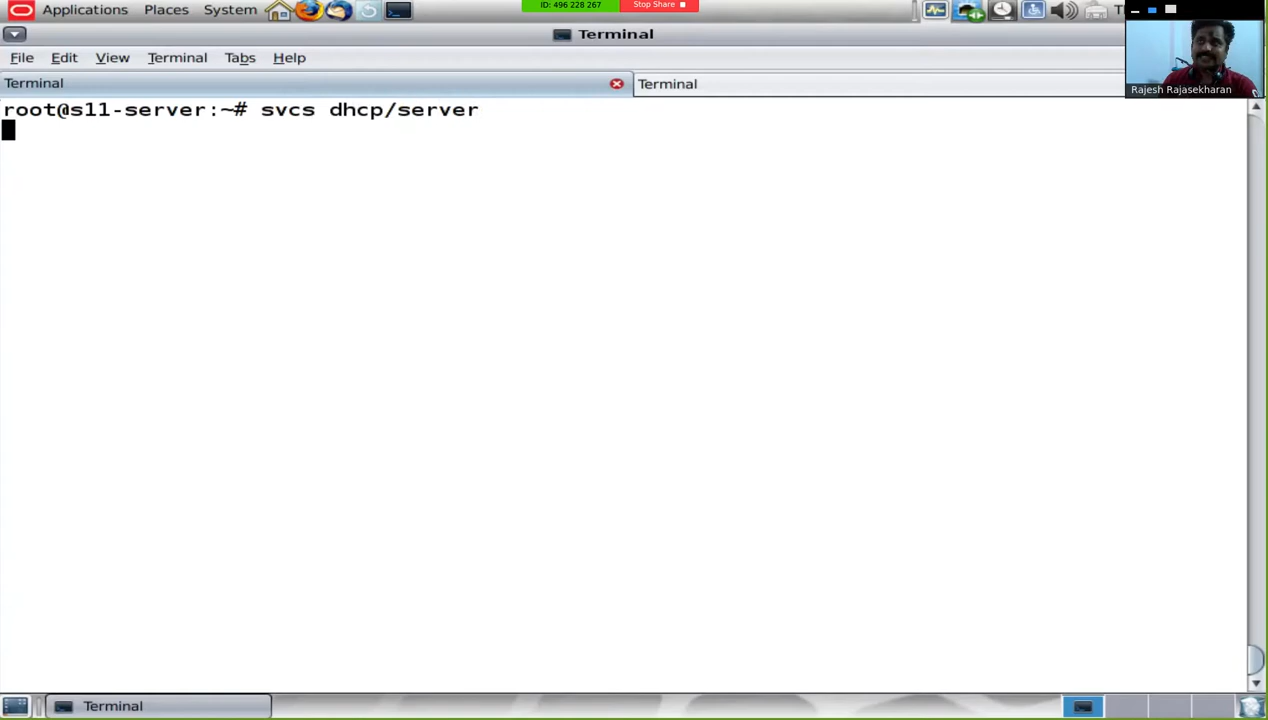 Applications Places System
ID: 496 228 267 Stop Share
Terminal
File Edit View Terminal Tabs Help
Terminal
Terminal
Rajesh Rajasekharan
root@s11-server:~# svcs dhcp/server
Terminal